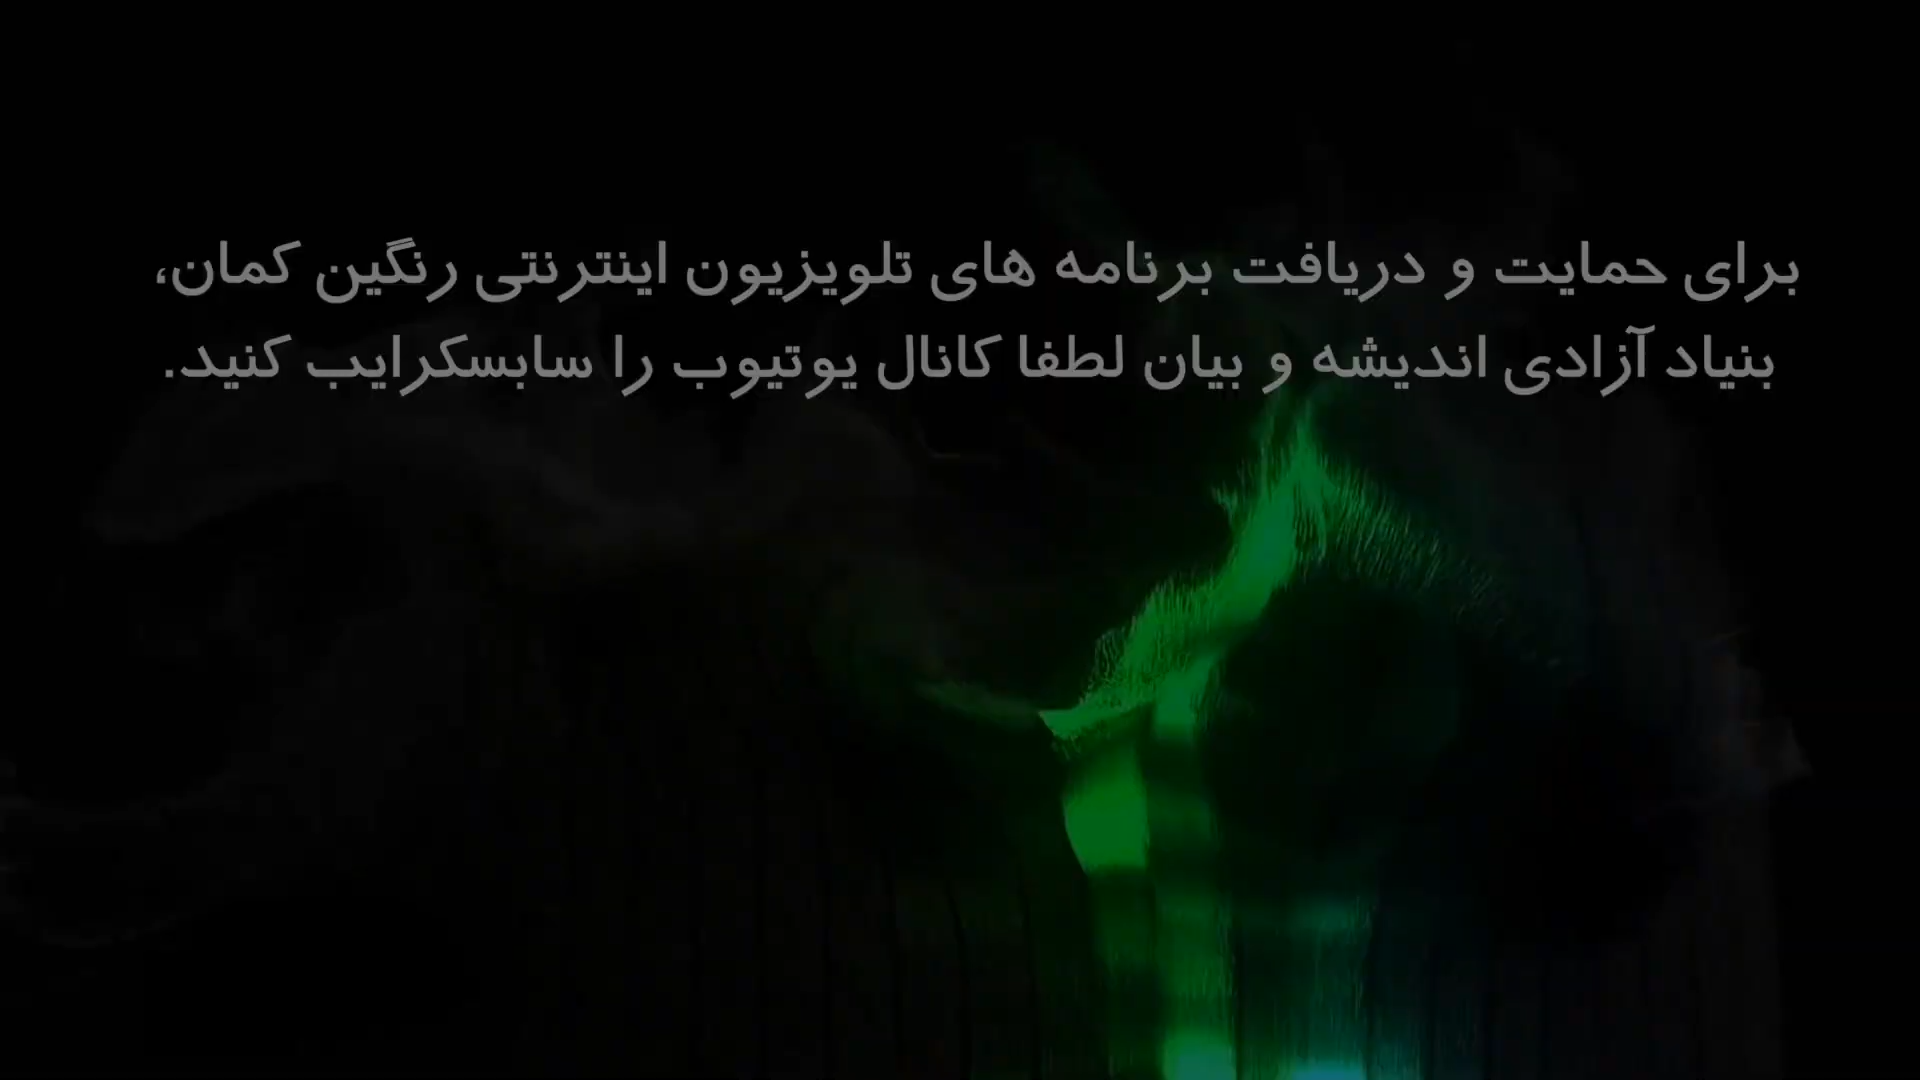 برای حمایت و دریافت برنامه های تلویزیون اینترنتی رنگین کمان،
بنیاد آزادی اندیشه و بیان لطفا کانال یوتیوب را سابسکرایب کنید.